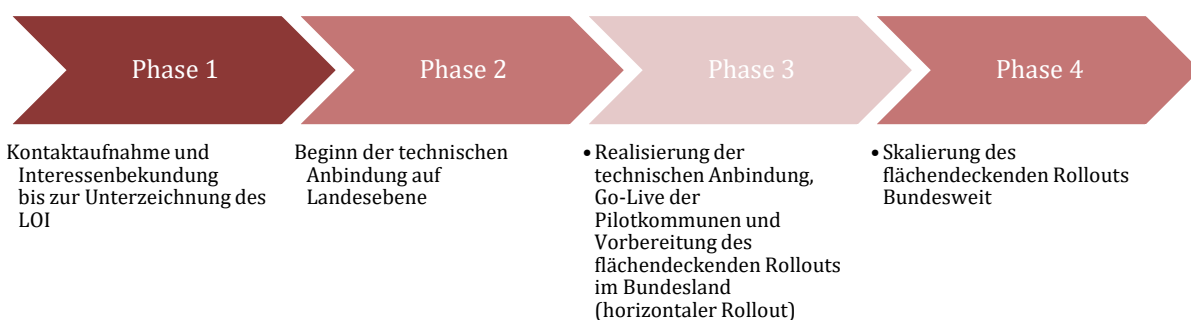 Phase 1
Phase 2
Phase 3
Phase 4
Kontaktaufnahme und
Interessenbekundung
bis zur Unterzeichnung des
LOI
Beginn der technischen
Anbindung auf
Landesebene
• Realisierung der
technischen Anbindung,
Go-Live der
Pilotkommunen und
Vorbereitung des
flächendeckenden Rollouts
im Bundesland
(horizontaler Rollout)
• Skalierung des
flächendeckenden Rollouts
Bundesweit